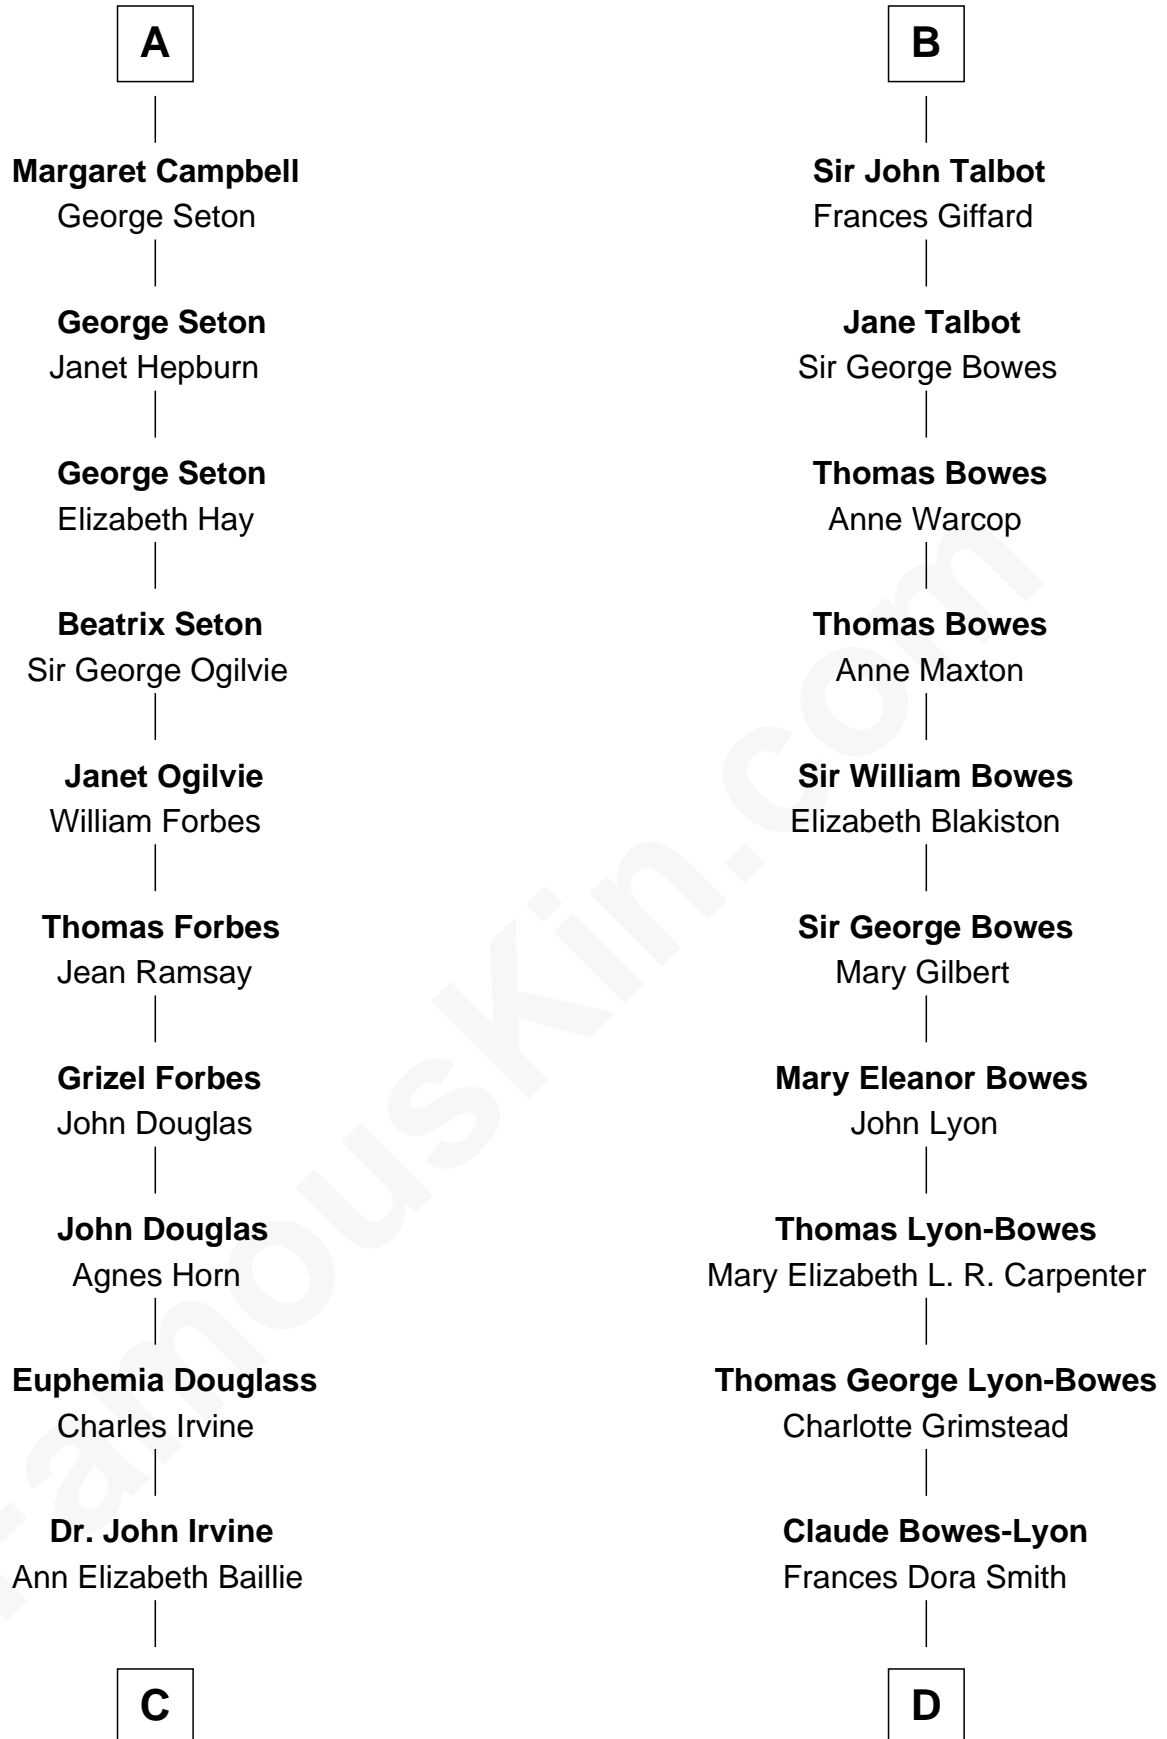 A
Margaret Campbell
George Seton
George Seton
Janet Hepburn
George Seton
Elizabeth Hay
Beatrix Seton
Sir George Ogilvie
Janet Ogilvie
William Forbes
Thomas Forbes
Jean Ramsay
Grizel Forbes
John Douglas
John Douglas
Agnes Horn
Euphemia Douglass
Charles Irvine
Dr. John Irvine
Ann Elizabeth Baillie
C
B
Sir John Talbot
Frances Giffard
Jane Talbot
Sir George Bowes
Thomas Bowes
Anne Warcop
Thomas Bowes
Anne Maxton
Sir William Bowes
Elizabeth Blakiston
Sir George Bowes
Mary Gilbert
Mary Eleanor Bowes
John Lyon
Thomas Lyon-Bowes
Mary Elizabeth L. R. Carpenter
Thomas George Lyon-Bowes
Charlotte Grimstead
Claude Bowes-Lyon
Frances Dora Smith
D
FamousKin.com